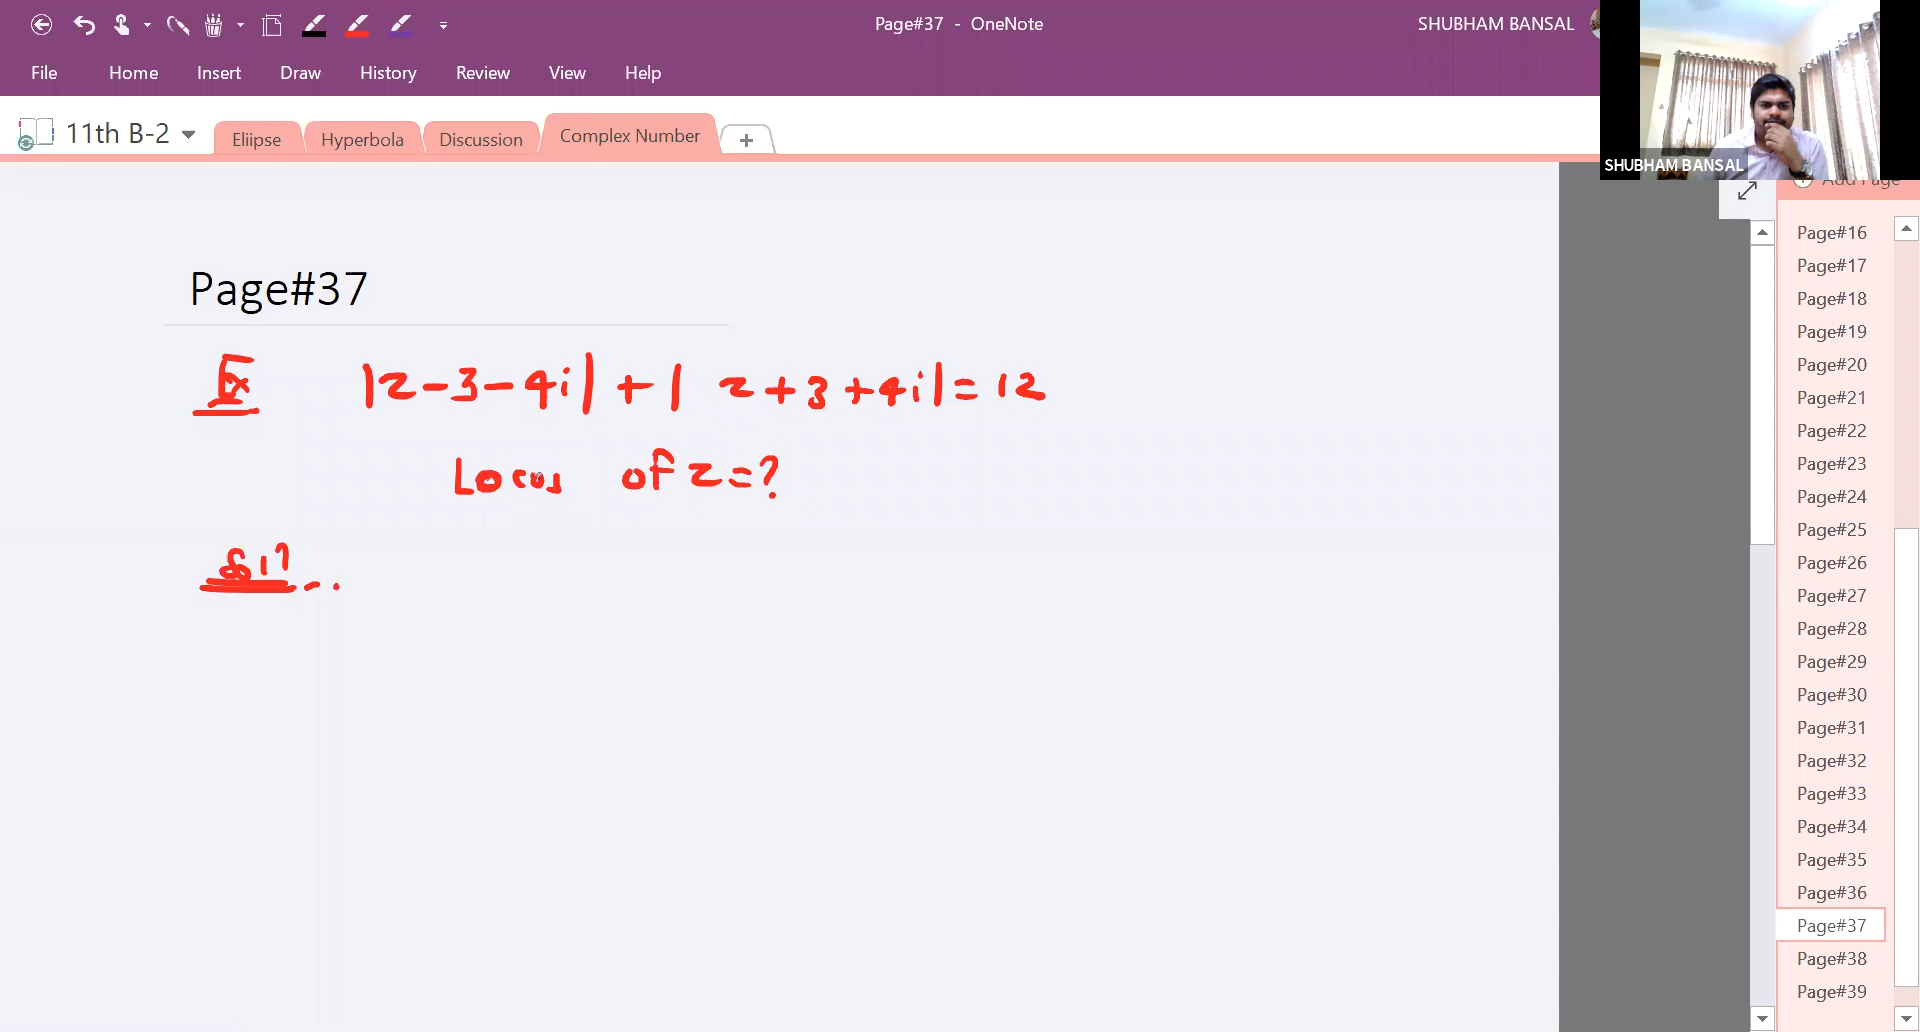 Page#37 - OneNote
SHUBHAM BANSAL
File Home Insert Draw History Review View Help
SHUBHAM BANSAL
11th B-2
Eliipse
Hyperbola
Discussion
Complex Number
Add Page
Page#37
Ex |z-3-4i| + | z+3+4i| = 12
Locus of z = ?
Page#16
Page#17
Page#18
Page#19
Page#20
Page#21
Page#22
Page#23
Page#24
Page#25
Page#26
Page#27
Page#28
Page#29
Page#30
Page#31
Page#32
Page#33
Page#34
Page#35
Page#36
Page#37
Page#38
Page#39